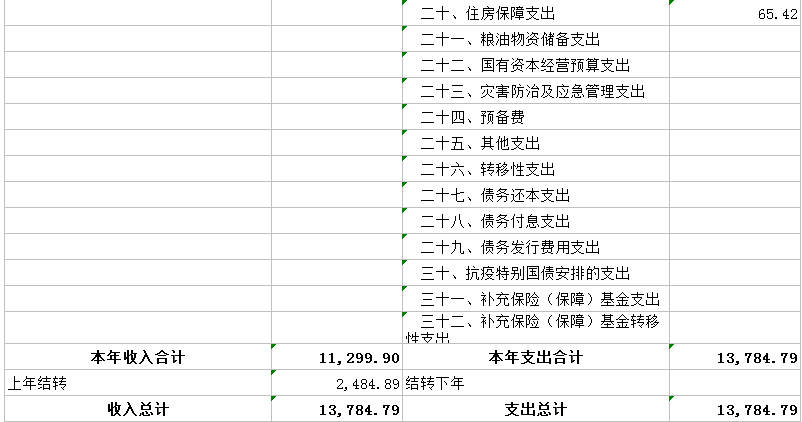 二十、住房保障支出 65.42
二十一、粮油物资储备支出
二十二、国有资本经营预算支出
二十三、灾害防治及应急管理支出
二十四、预备费
二十五、其他支出
二十六、转移性支出
二十七、债务还本支出
二十八、债务付息支出
二十九、债务发行费用支出
三十、抗疫特别国债安排的支出
三十一、补充保险（保障）基金支出
三十二、补充保险（保障）基金转移
性支出
本年收入合计 11,299.90 本年支出合计 13,784.79
上年结转 2,484.89 结转下年
收入总计 13,784.79 支出总计 13,784.79